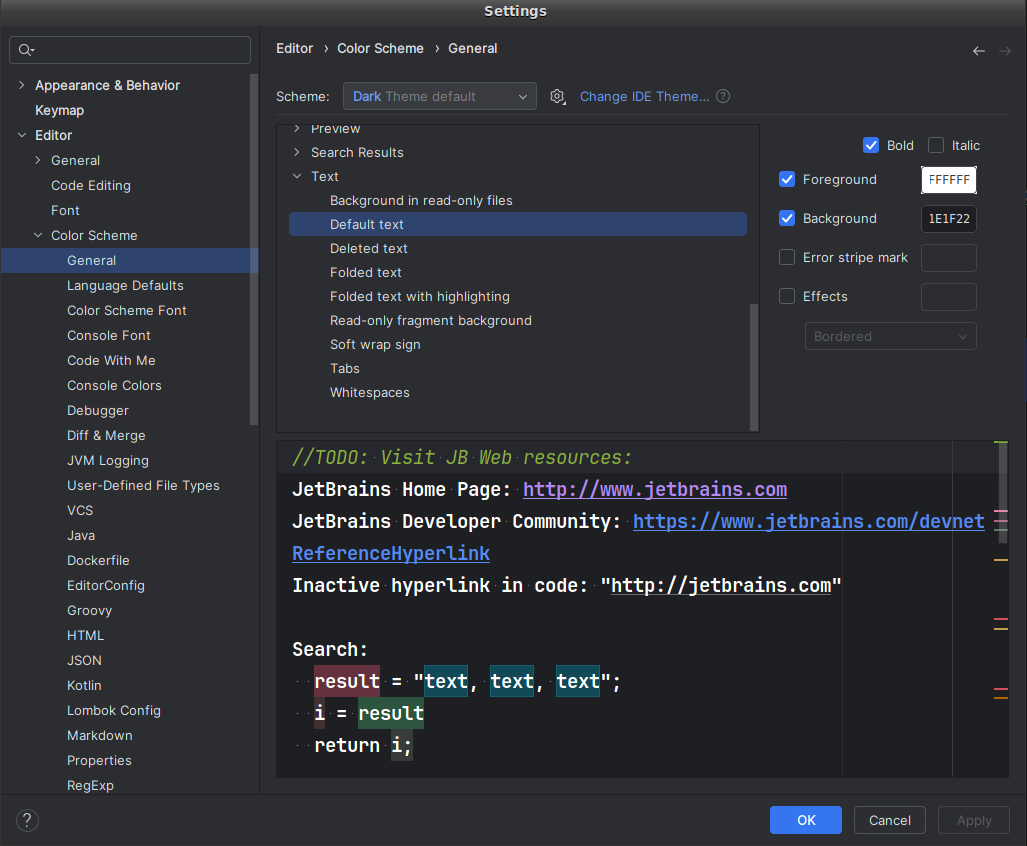 Settings
Appearance & Behavior
Keymap
Editor
General
Code Editing
Font
Color Scheme
General
Language Defaults
Color Scheme Font
Console Font
Code With Me
Console Colors
Debugger
Diff & Merge
JVM Logging
User-Defined File Types
VCS
Java
Dockerfile
EditorConfig
Groovy
HTML
JSON
Kotlin
Lombok Config
Markdown
Properties
RegExp
Editor › Color Scheme › General
Scheme: Dark Theme default Change IDE Theme... ?
Preview
Search Results
Text
Background in read-only files
Default text
Deleted text
Folded text
Folded text with highlighting
Read-only fragment background
Soft wrap sign
Tabs
Whitespaces
Bold Italic
Foreground FFFFFF
Background 1E1F22
Error stripe mark
Effects
Bordered
//TODO: Visit JB Web resources:
JetBrains Home Page: http://www.jetbrains.com
JetBrains Developer Community: https://www.jetbrains.com/devnet
ReferenceHyperlink
Inactive hyperlink in code: "http://jetbrains.com"
Search:
result = "text, text, text";
i = result
return i;
? OK Cancel Apply